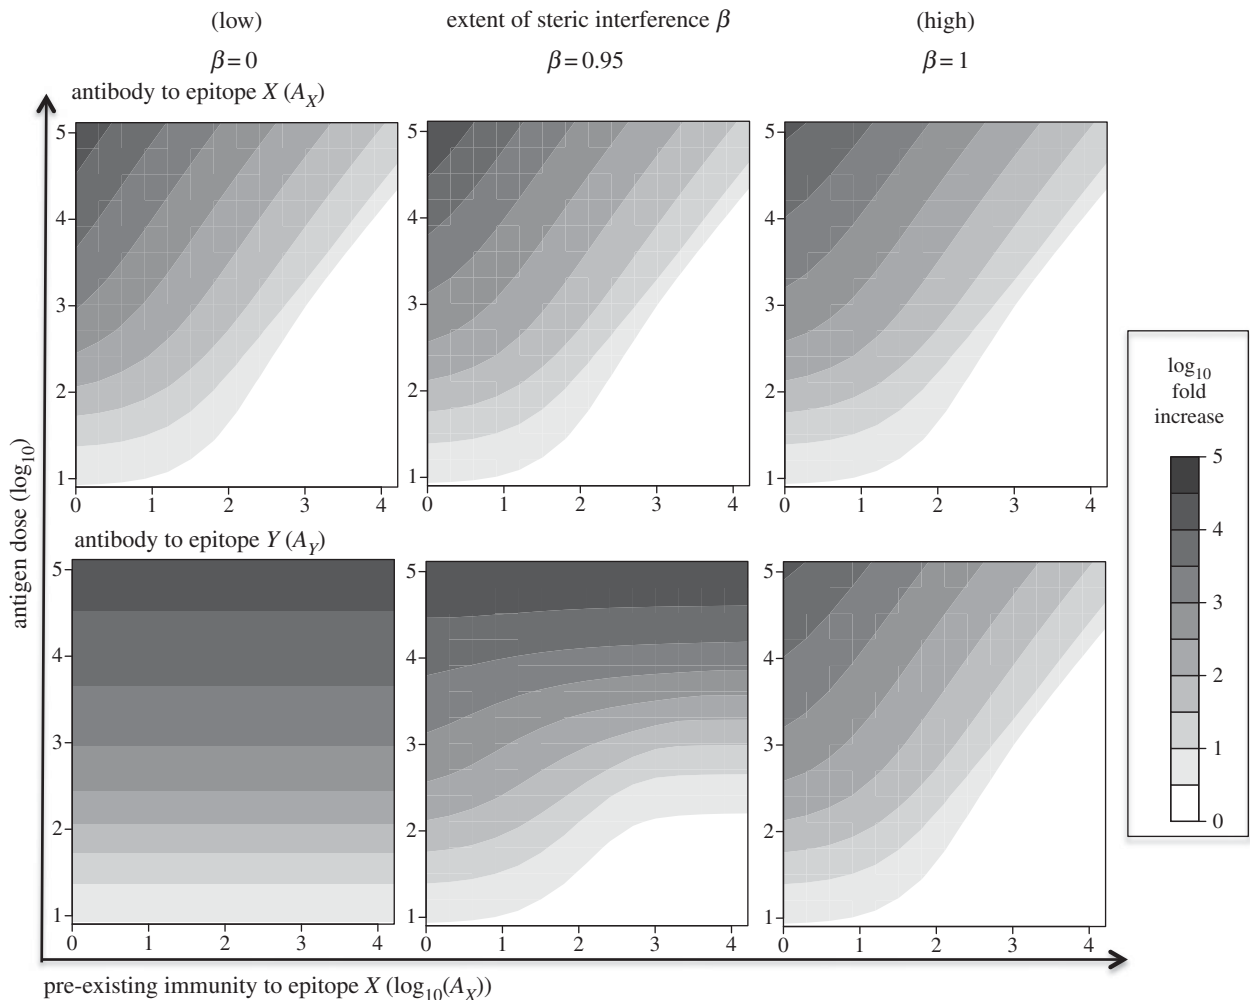 (low) extent of steric interference β (high)
β=0 β=0.95 β=1
antibody to epitope X (A_X)
5 5 5
4 4 4
3 3 3
2 2 2
1 1 1
0 1 2 3 4 0 1 2 3 4 0 1 2 3 4
antibody to epitope Y (A_Y)
5 5 5
4 4 4
3 3 3
2 2 2
1 1 1
0 1 2 3 4 0 1 2 3 4 0 1 2 3 4
antigen dose (log10)
pre-existing immunity to epitope X (log10(A_X))
log10
fold
increase
5
4
3
2
1
0